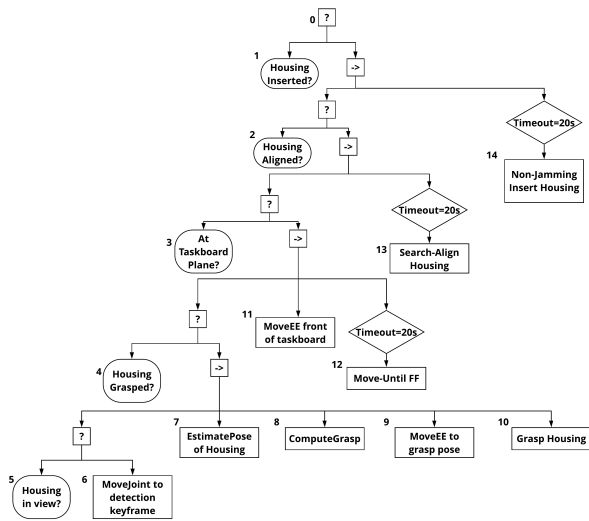 0
?
1
Housing
Inserted?
->
?
Timeout=20s
2
Housing
Aligned?
->
14
Non-Jamming
Insert Housing
?
Timeout=20s
3
At
Taskboard
Plane?
->
13
Search-Align
Housing
?
11
MoveEE front
of taskboard
Timeout=20s
4
Housing
Grasped?
->
12
Move-Until FF
?
7
EstimatePose
of Housing
8
ComputeGrasp
9
MoveEE to
grasp pose
10
Grasp Housing
5
Housing
in view?
6
MoveJoint to
detection
keyframe